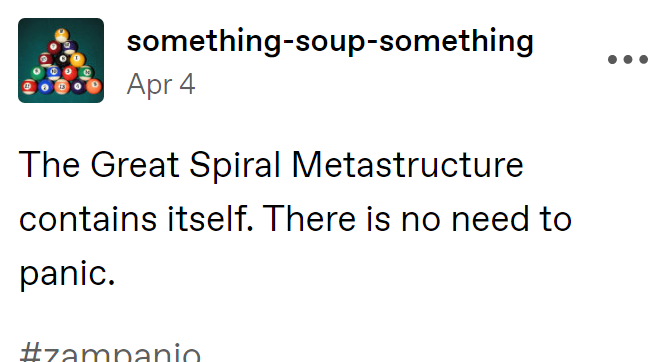 something-soup-something
Apr 4
The Great Spiral Metastructure
contains itself. There is no need to
panic.
#zampanio